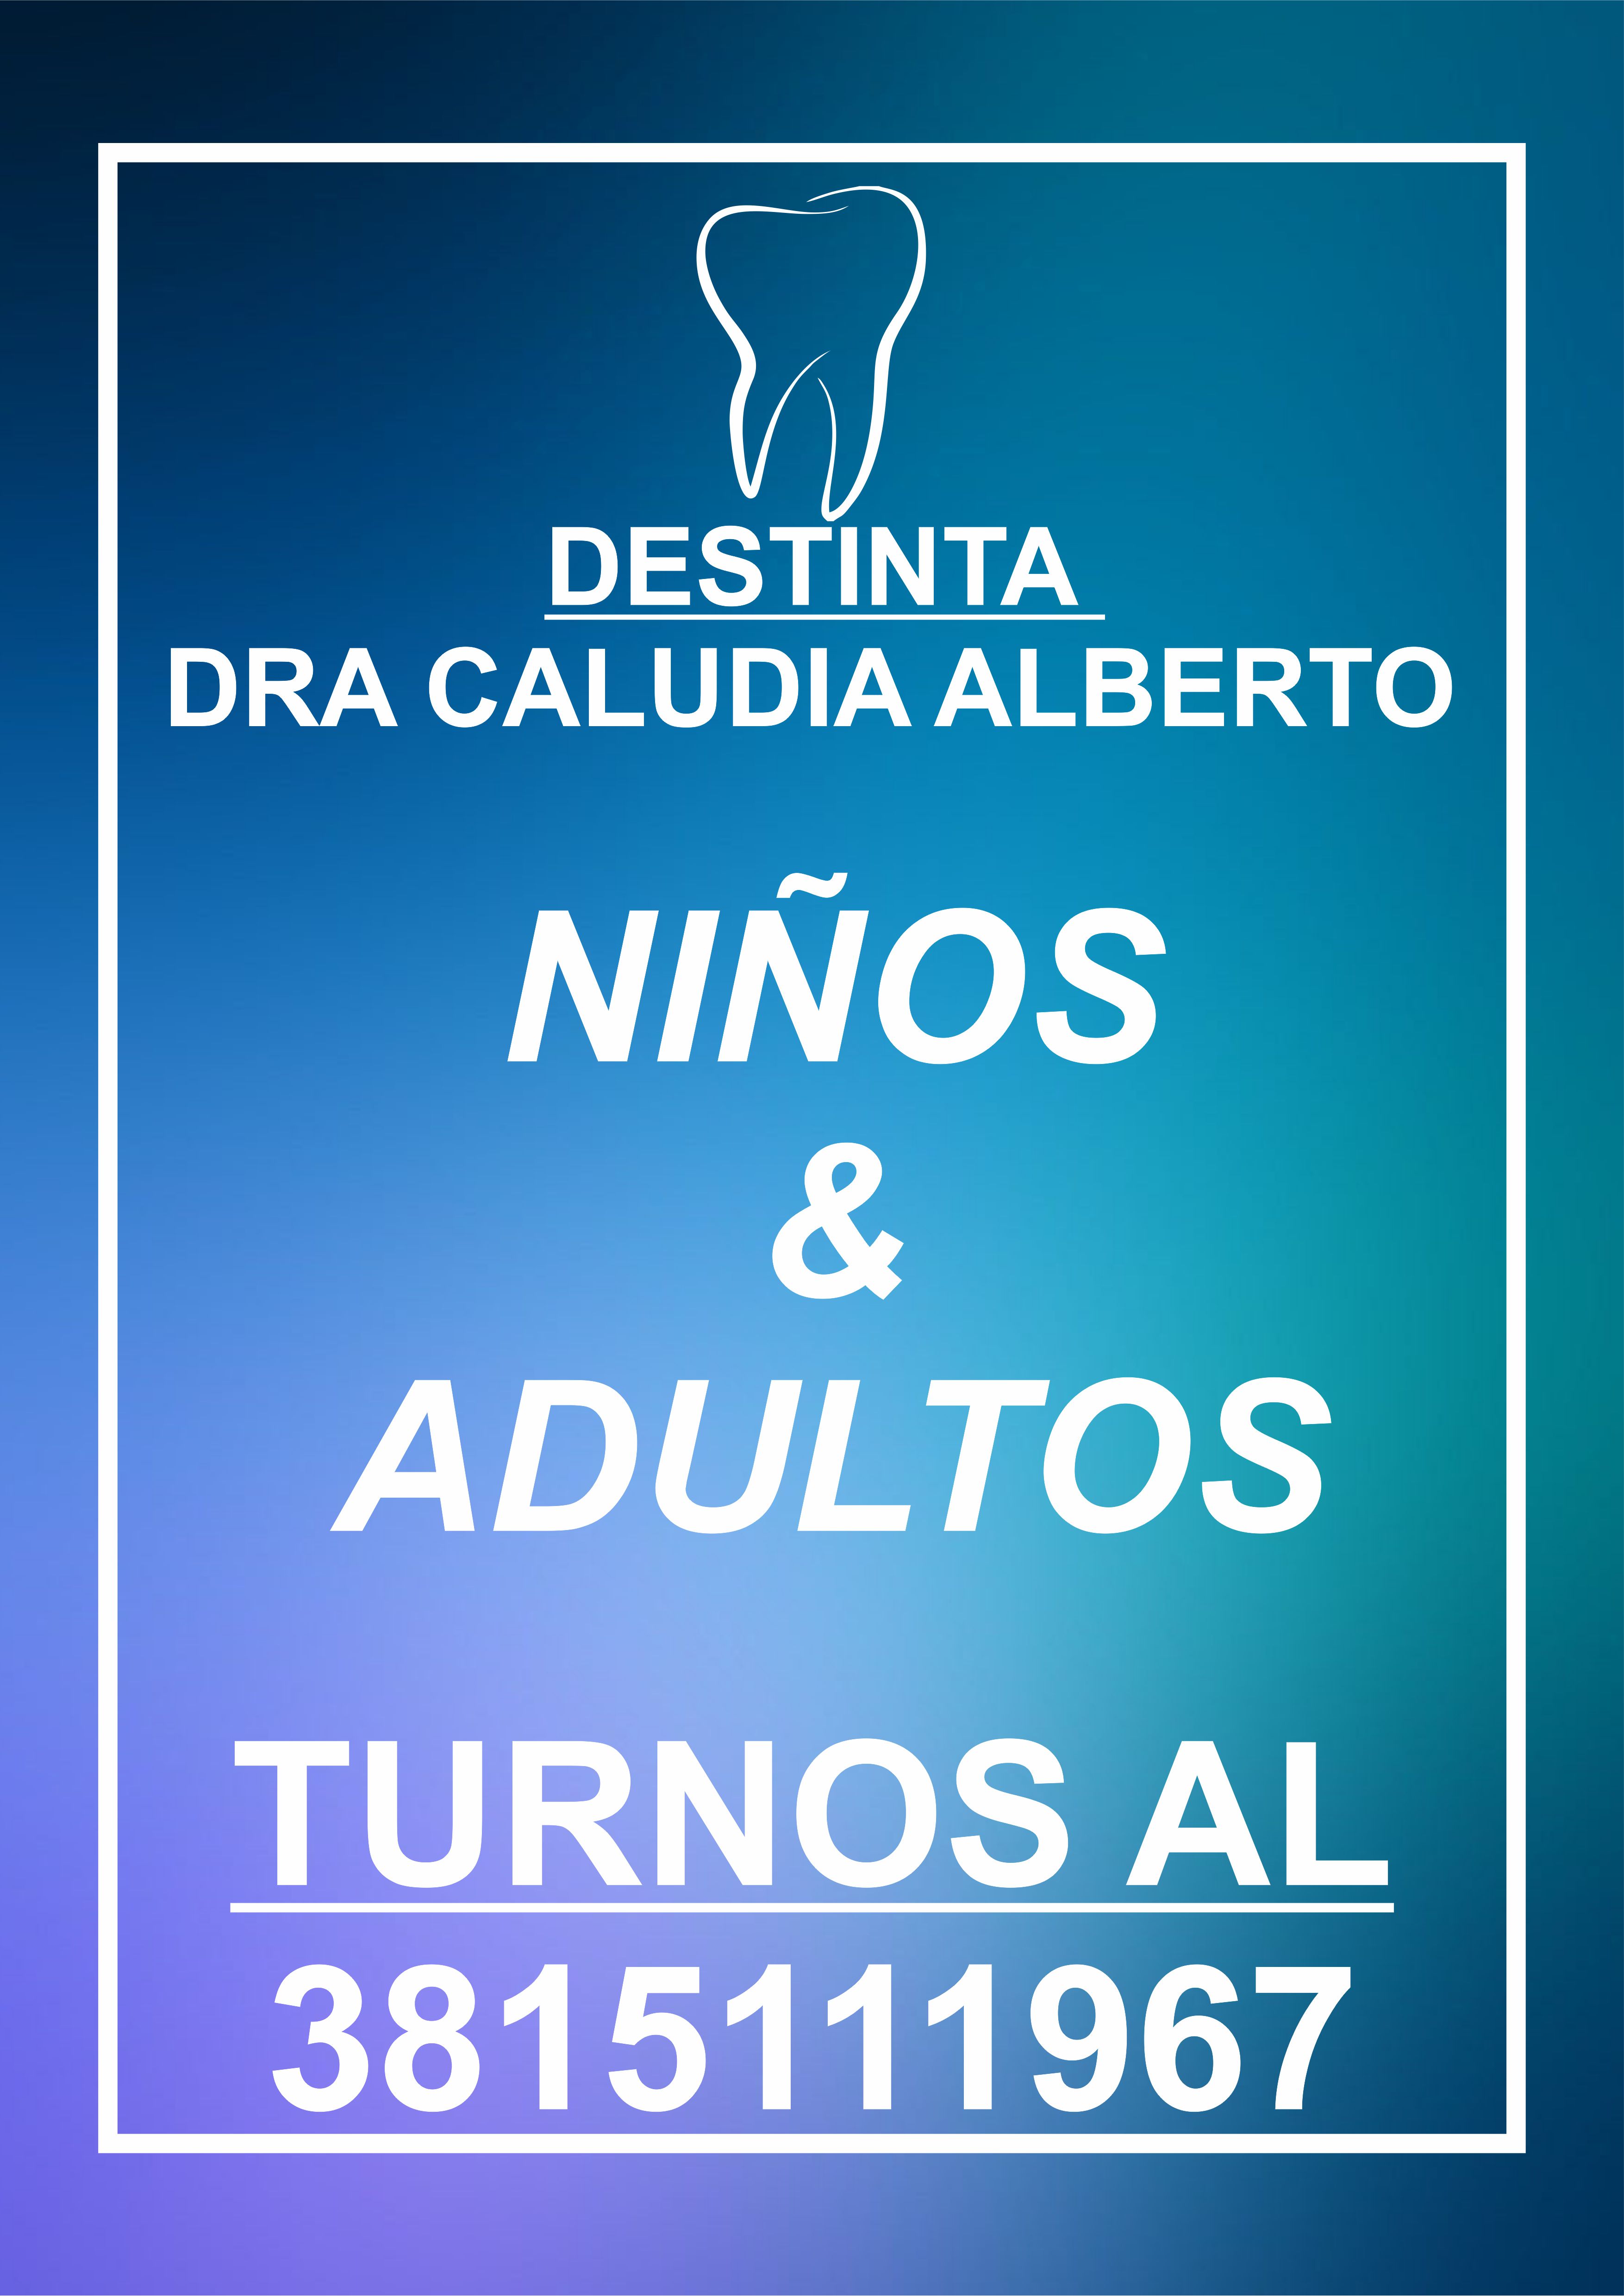 DESTINTA
DRA CALUDIA ALBERTO
NIÑOS
&
ADULTOS
TURNOS AL
3815111967